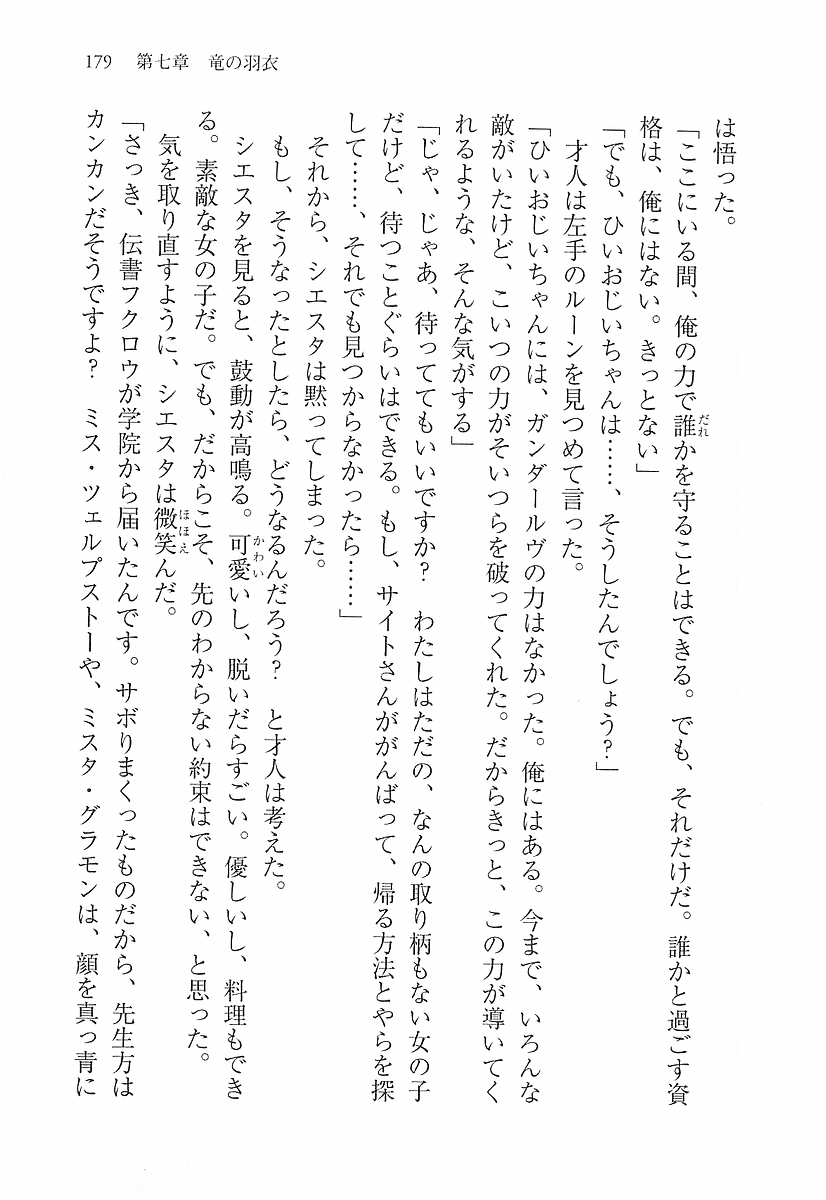 179　第七章　竜の羽衣
は悟った。
「ここにいる間、俺の力で誰かを守ることはできる。でも、それだけだ。誰かと過ごす資
格は、俺にはない。きっとない」
「でも、ひいおじいちゃんは……、そうしたんでしょう？」
　才人は左手のルーンを見つめて言った。
「ひいおじいちゃんには、ガンダールヴの力はなかった。俺にはある。今まで、いろんな
敵がいたけど、こいつの力がそいつらを破ってくれた。だからきっと、この力が導いてく
れるような、そんな気がする」
「じゃ、じゃあ、待っててもいいですか？　わたしはただの、なんの取り柄もない女の子
だけど、待つことぐらいはできる。もし、サイトさんががんばって、帰る方法とやらを探
して……、それでも見つからなかったら……」
　それから、シエスタは黙ってしまった。
　もし、そうなったとしたら、どうなるんだろう？　と才人は考えた。
　シエスタを見ると、鼓動が高鳴る。可愛いし、脱いだらすごい。優しいし、料理もでき
る。素敵な女の子だ。でも、だからこそ、先のわからない約束はできない、と思った。
　気を取り直すように、シエスタは微笑んだ。
「さっき、伝書フクロウが学院から届いたんです。サボりまくったものだから、先生方は
カンカンだそうですよ？　ミス・ツェルプストーや、ミスタ・グラモンは、顔を真っ青に